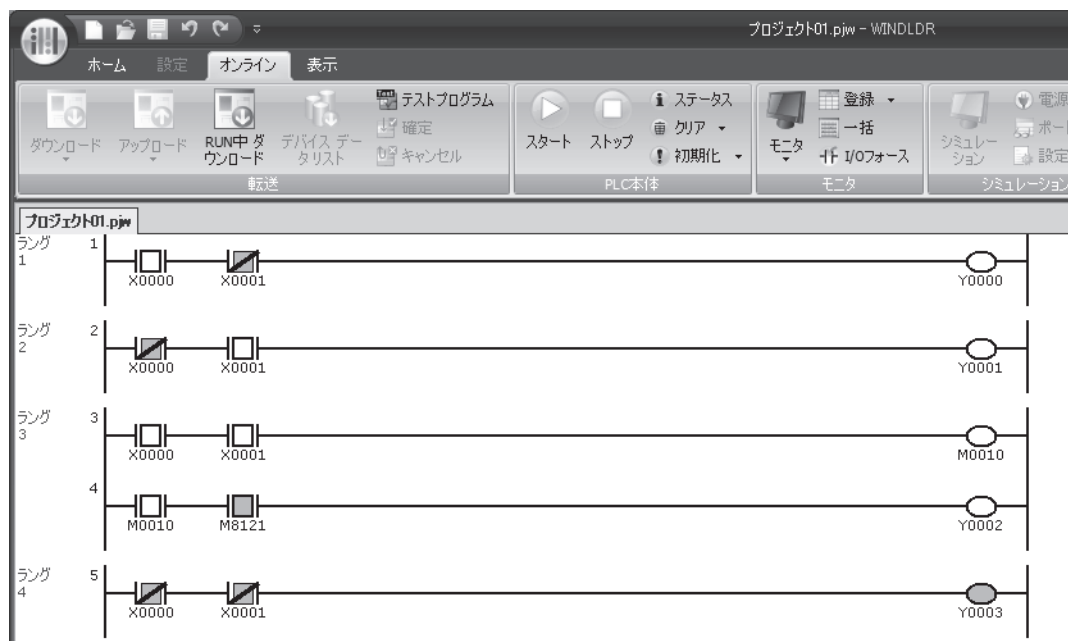 プロジェクト01.pjw - WINDLDR
ホーム 設定 オンライン 表示
ダウンロード
アップロード
RUN中 ダ
ウンロード
デバイス デー
タ リスト
Test テストプログラム
確定
キャンセル
転送
スタート
ストップ
ステータス
クリア
初期化
PLC本体
モニタ
登録
一括
I/Oフォース
モニタ
シミュレー
ション
電源
ポー
設定
シミュレーション
プロジェクト01.pjw
ラング 1
1
X0000 X0001 Y0000
ラング 2
2
X0000 X0001 Y0001
ラング 3
3
X0000 X0001 M0010
4
M0010 M8121 Y0002
ラング 5
4
X0000 X0001 Y0003